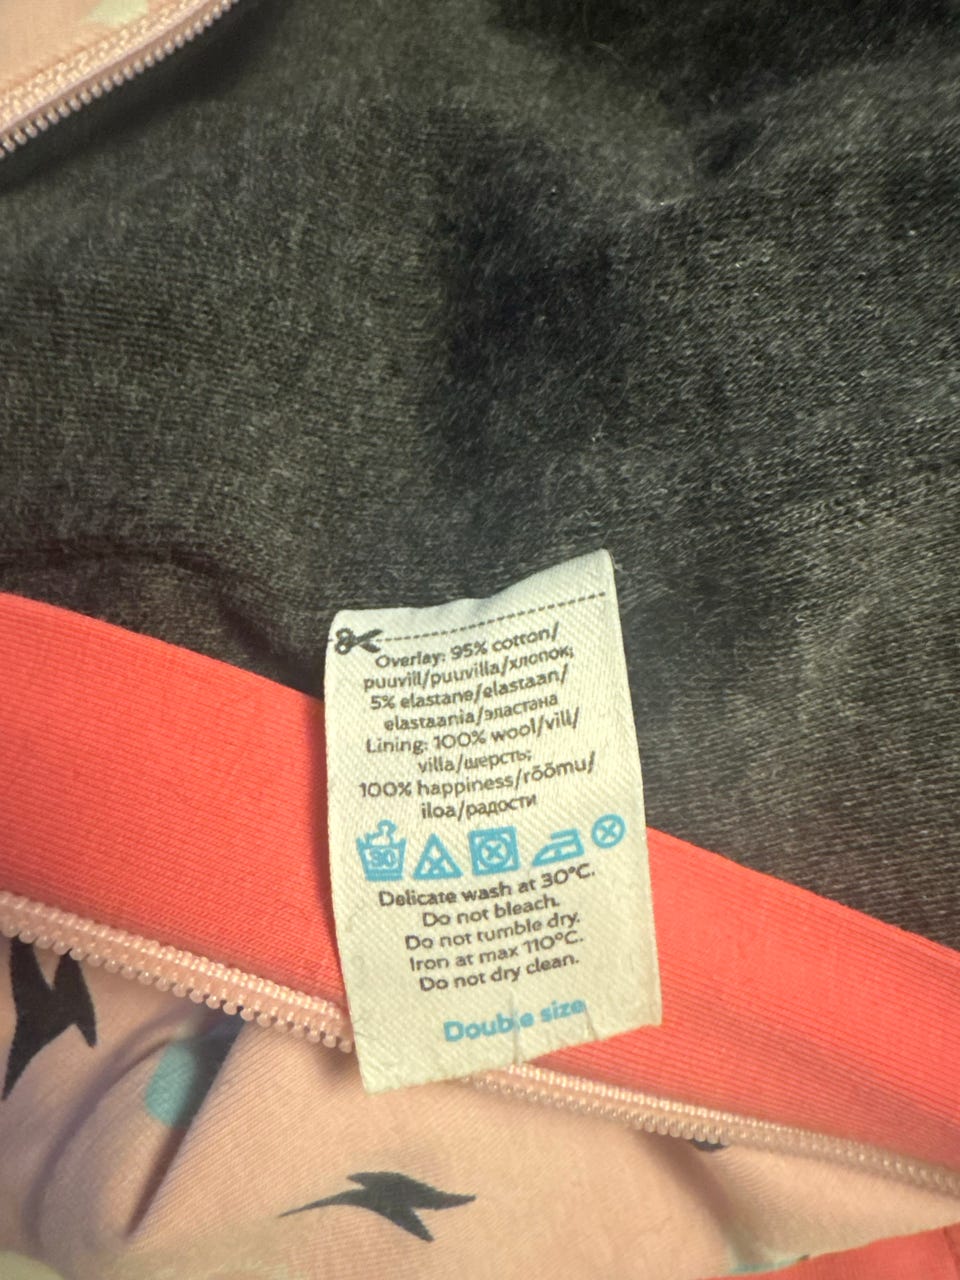 Overlay: 95% cotton/
puuvill/puuvilla/хлопок;
5% elastane/elastaan/
elastaania/эластана
Lining: 100% wool/vill/
villa/шерсть;
100% happiness/rõõmu/
iloa/радости
30
Delicate wash at 30°C.
Do not bleach.
Do not tumble dry.
Iron at max 110°C.
Do not dry clean.
Double size